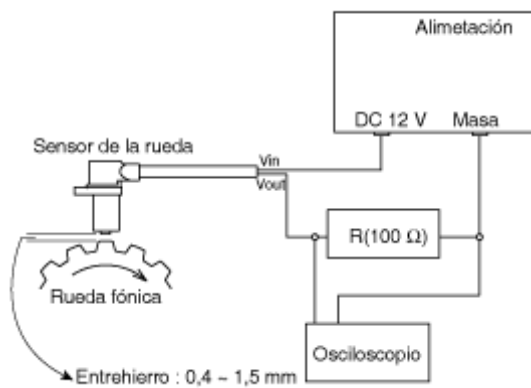 Alimetación
DC 12 V Masa
Sensor de la rueda
Vin
Vout
R(100 Ω)
Rueda fónica
Osciloscopio
Entrehierro : 0,4 ~ 1,5 mm